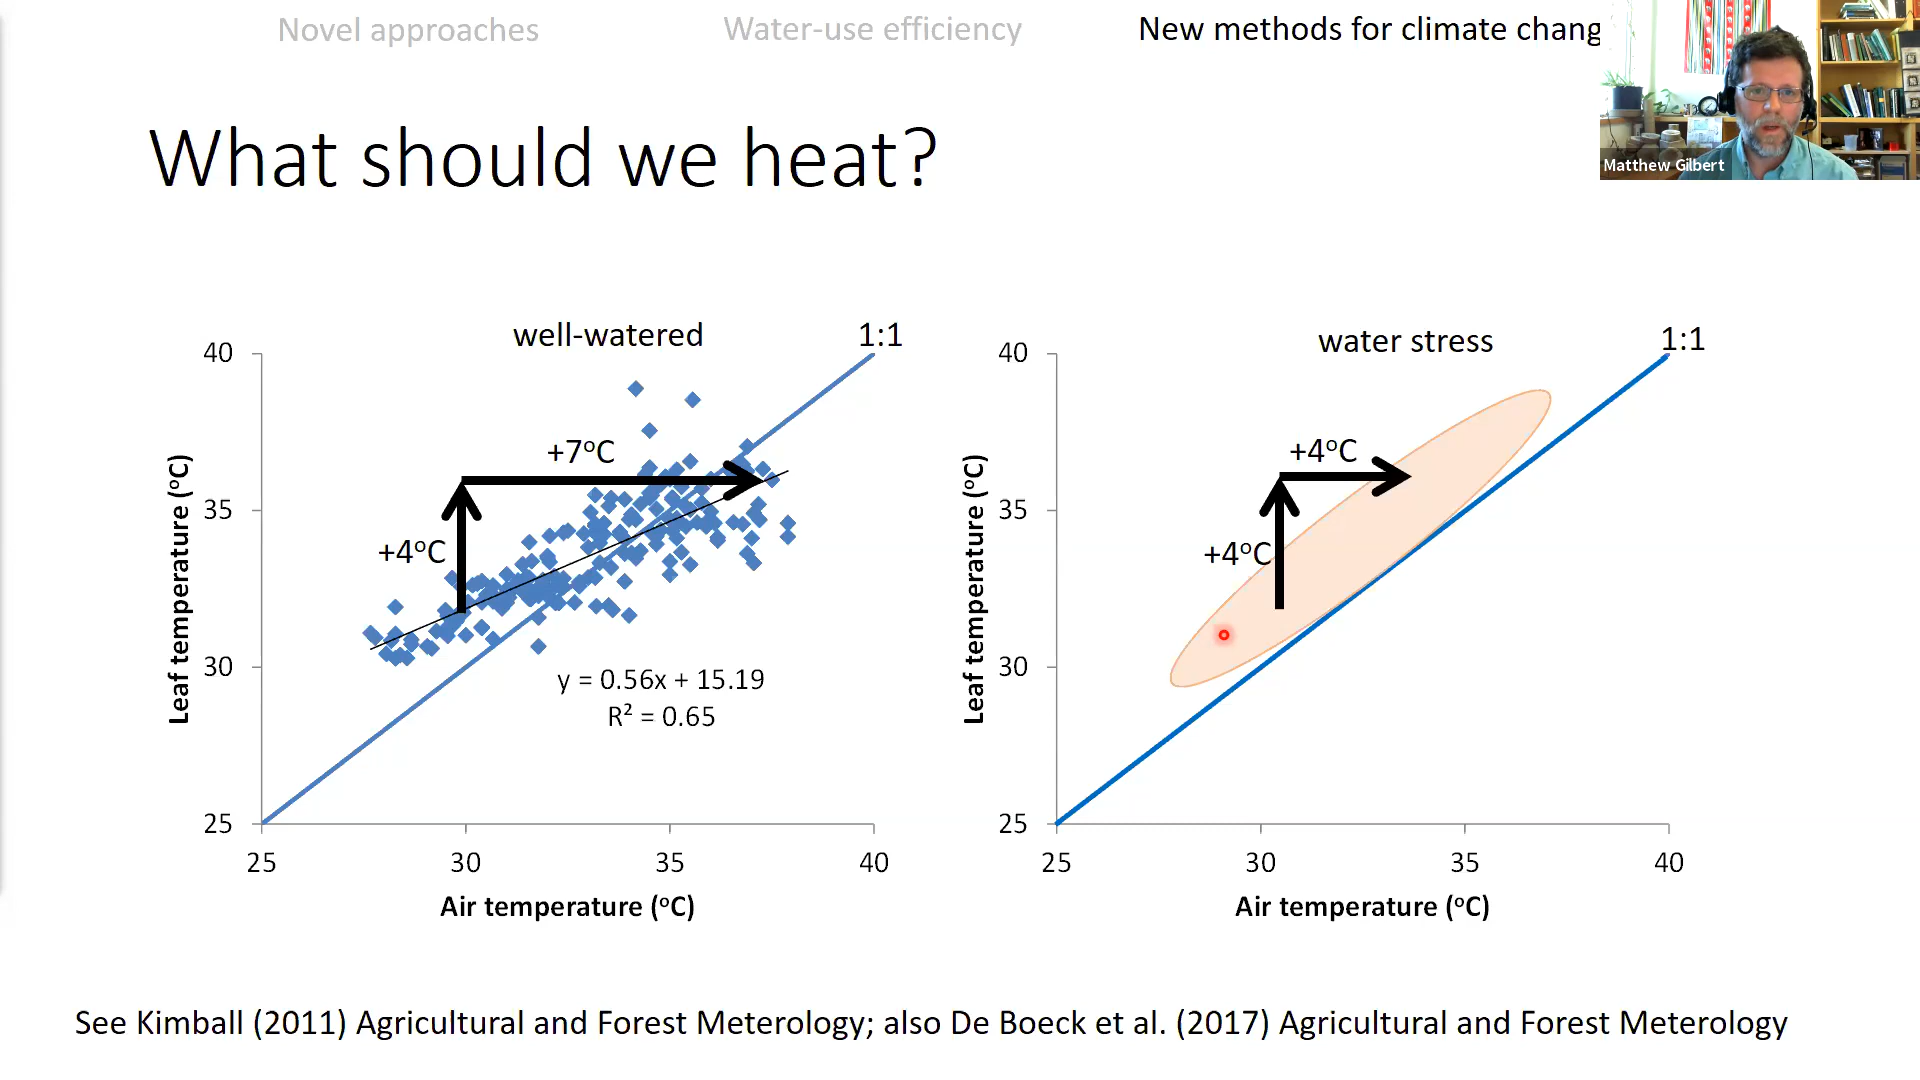 Novel approaches
Water-use efficiency
New methods for climate chang
Matthew Gilbert
What should we heat?
well-watered
1:1
40
35
30
25
+7°C
+4°C
y = 0.56x + 15.19
R² = 0.65
Leaf temperature (°C)
25 30 35 40
Air temperature (°C)
water stress
1:1
40
35
30
25
+4°C
+4°C
Leaf temperature (°C)
25 30 35 40
Air temperature (°C)
See Kimball (2011) Agricultural and Forest Meterology; also De Boeck et al. (2017) Agricultural and Forest Meterology